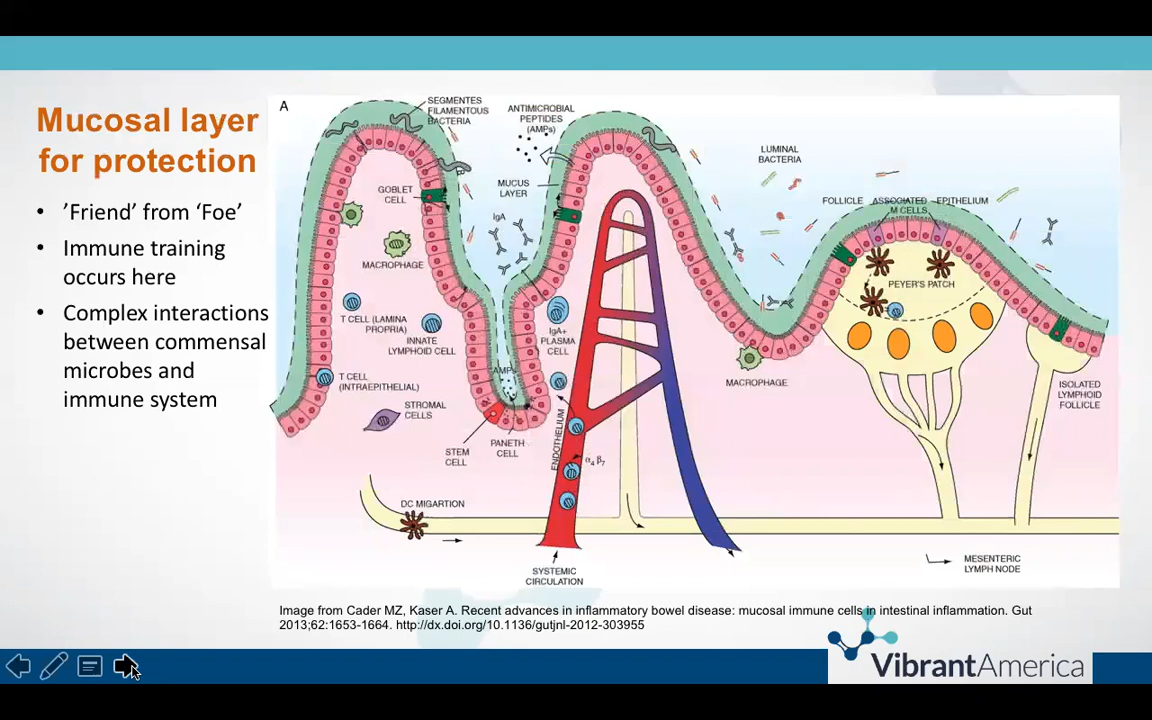 Mucosal layer
for protection
• ’Friend’ from ‘Foe’
• Immune training
occurs here
• Complex interactions
between commensal
microbes and
immune system
A
SEGMENTES
FILAMENTOUS
BACTERIA
ANTIMICROBIAL
PEPTIDES
(AMPs)
LUMINAL
BACTERIA
GOBLET
CELL
MUCUS
LAYER
IgA
FOLLICLE ASSOCIATED EPITHELIUM
M CELLS
MACROPHAGE
PEYER'S PATCH
T CELL (LAMINA
PROPRIA)
INNATE
LYMPHOID CELL
IgA+
PLASMA
CELL
AMPs
T CELL
(INTRAEPITHELIAL)
MACROPHAGE
ISOLATED
LYMPHOID
FOLLICLE
STROMAL
CELLS
STEM
CELL
PANETH
CELL
ENDOTHELIUM
α4 β7
DC MIGARTION
SYSTEMIC
CIRCULATION
MESENTERIC
LYMPH NODE
Image from Cader MZ, Kaser A. Recent advances in inflammatory bowel disease: mucosal immune cells in intestinal inflammation. Gut
2013;62:1653-1664. http://dx.doi.org/10.1136/gutjnl-2012-303955
VibrantAmerica